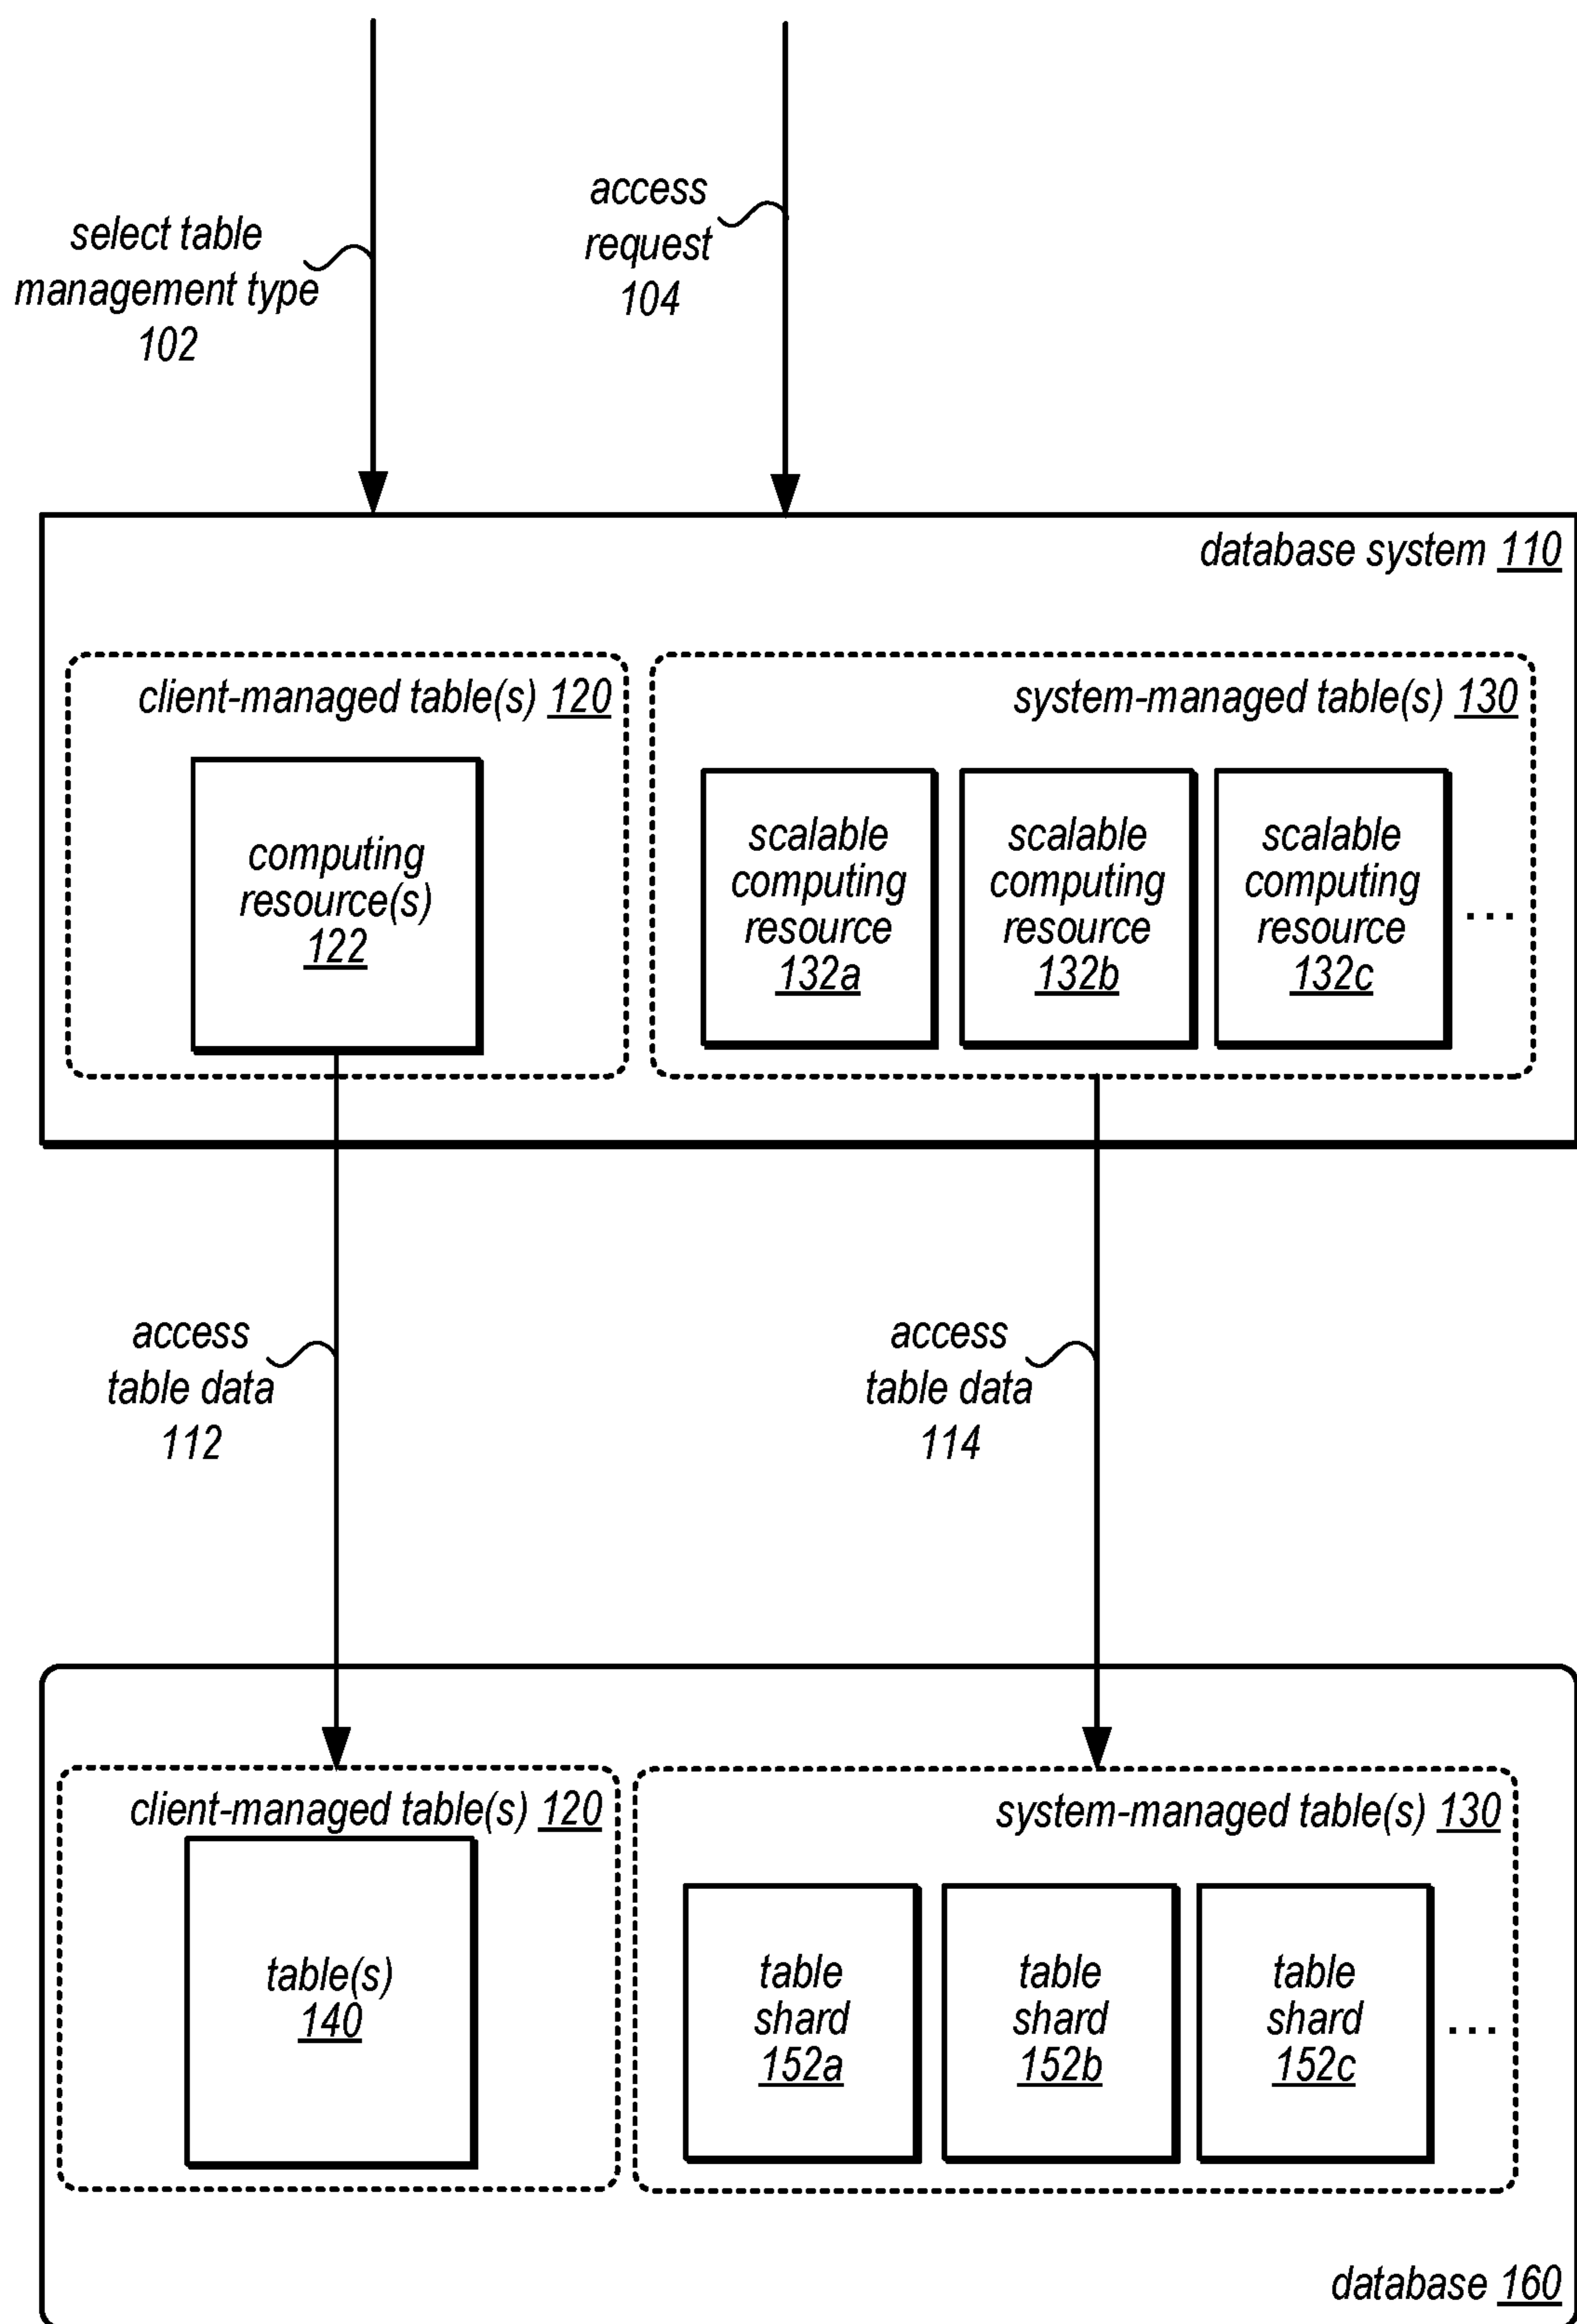 select table
management type
102
access
request
104
database system 110
client-managed table(s) 120
system-managed table(s) 130
computing
resource(s)
122
scalable
computing
resource
132a
scalable
computing
resource
132b
scalable
computing
resource
132c
...
access
table data
112
access
table data
114
client-managed table(s) 120
system-managed table(s) 130
table(s)
140
table
shard
152a
table
shard
152b
table
shard
152c
...
database 160